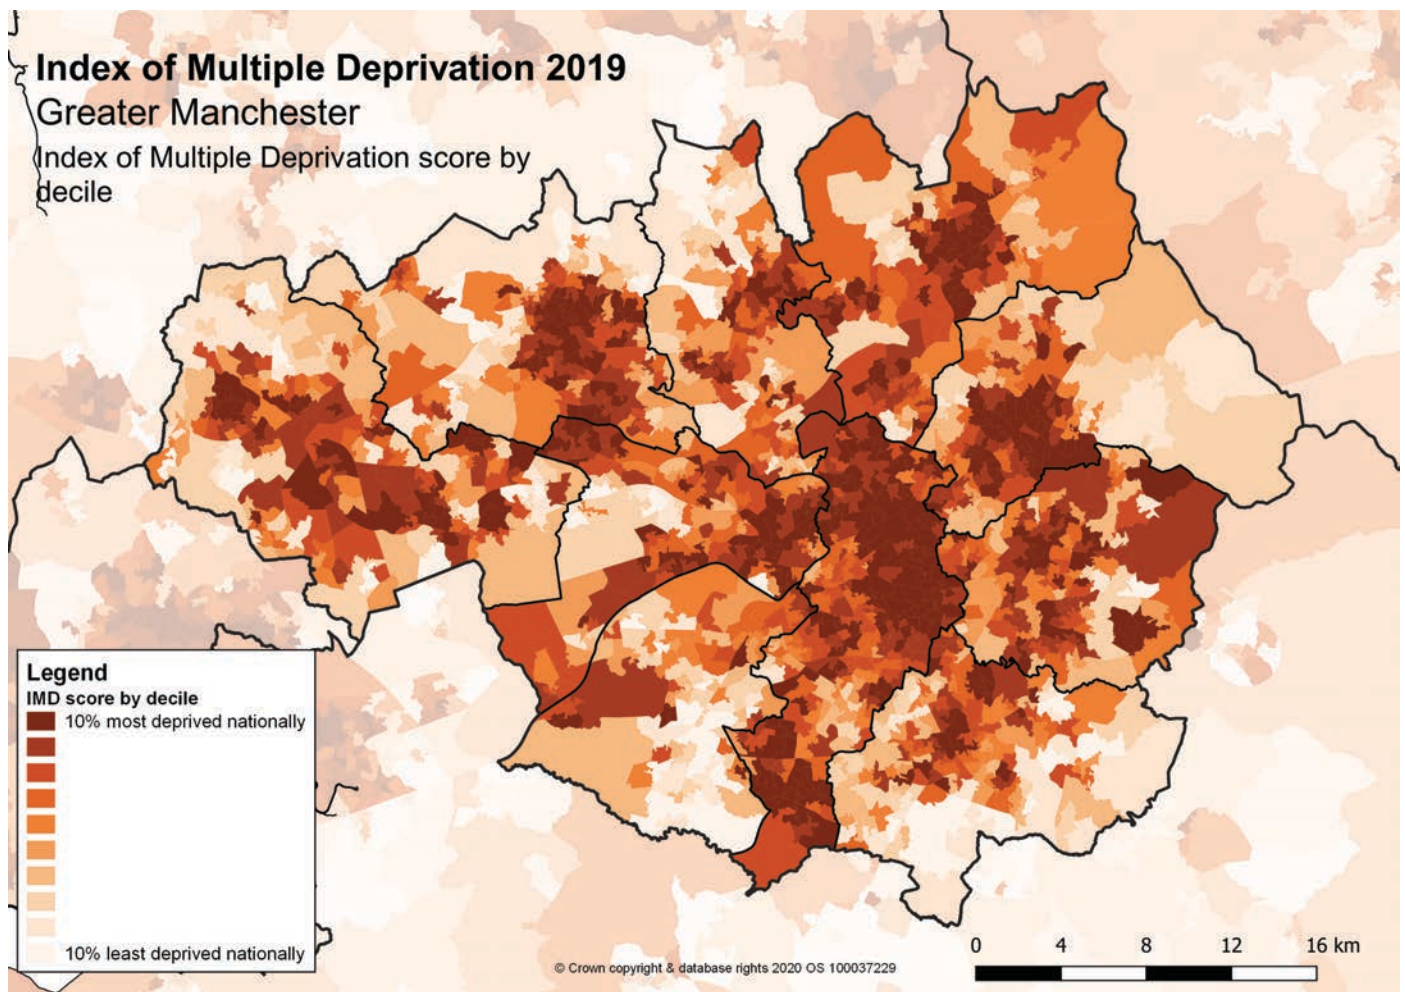 Index of Multiple Deprivation 2019
Greater Manchester
Index of Multiple Deprivation score by
decile
Legend
IMD score by decile
10% most deprived nationally
10% least deprived nationally
0 4 8 12 16 km
© Crown copyright & database rights 2020 OS 100037229